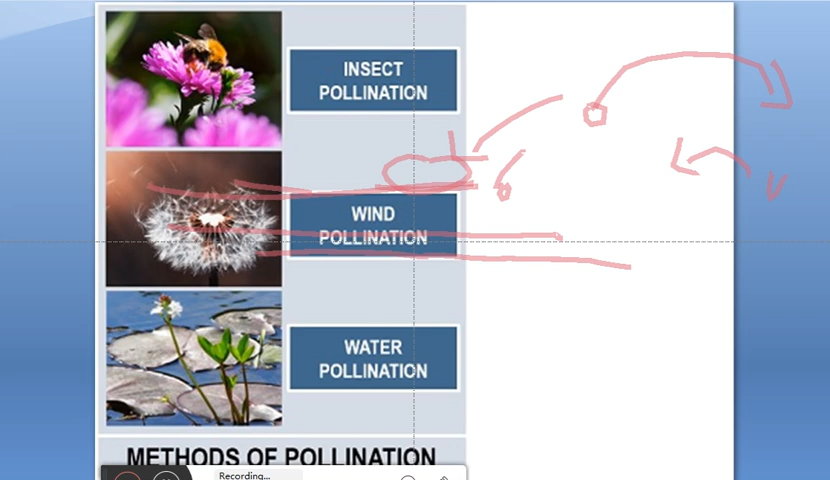 INSECT
POLLINATION
WIND
POLLINATION
WATER
POLLINATION
METHODS OF POLLINATION
Recording...